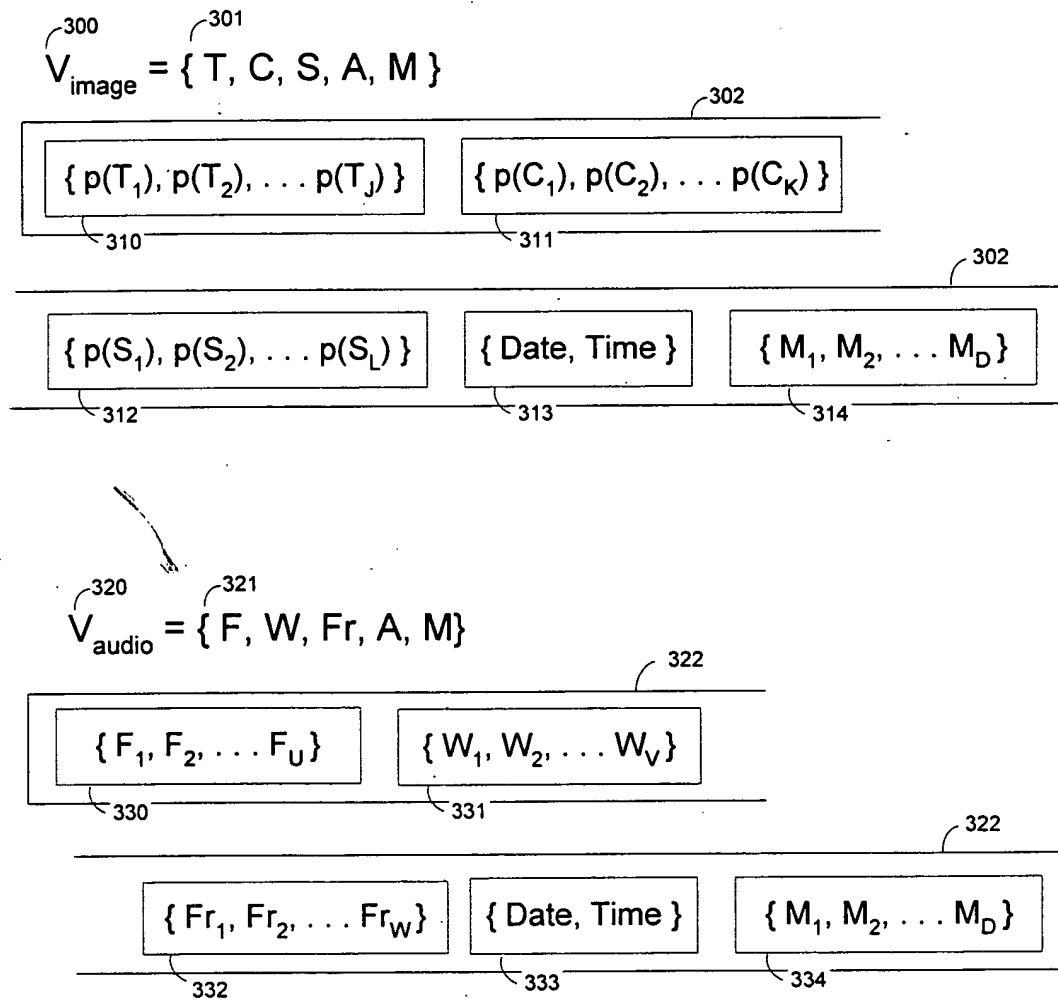 300 301
V_image = { T, C, S, A, M }
302
{ p(T_1), p(T_2), . . . p(T_J) } { p(C_1), p(C_2), . . . p(C_K) }
310 311
302
{ p(S_1), p(S_2), . . . p(S_L) } { Date, Time } { M_1, M_2, . . . M_D }
312 313 314
320 321
V_audio = { F, W, Fr, A, M}
322
{ F_1, F_2, . . . F_U } { W_1, W_2, . . . W_V }
330 331
322
{ Fr_1, Fr_2, . . . Fr_W } { Date, Time } { M_1, M_2, . . . M_D }
332 333 334